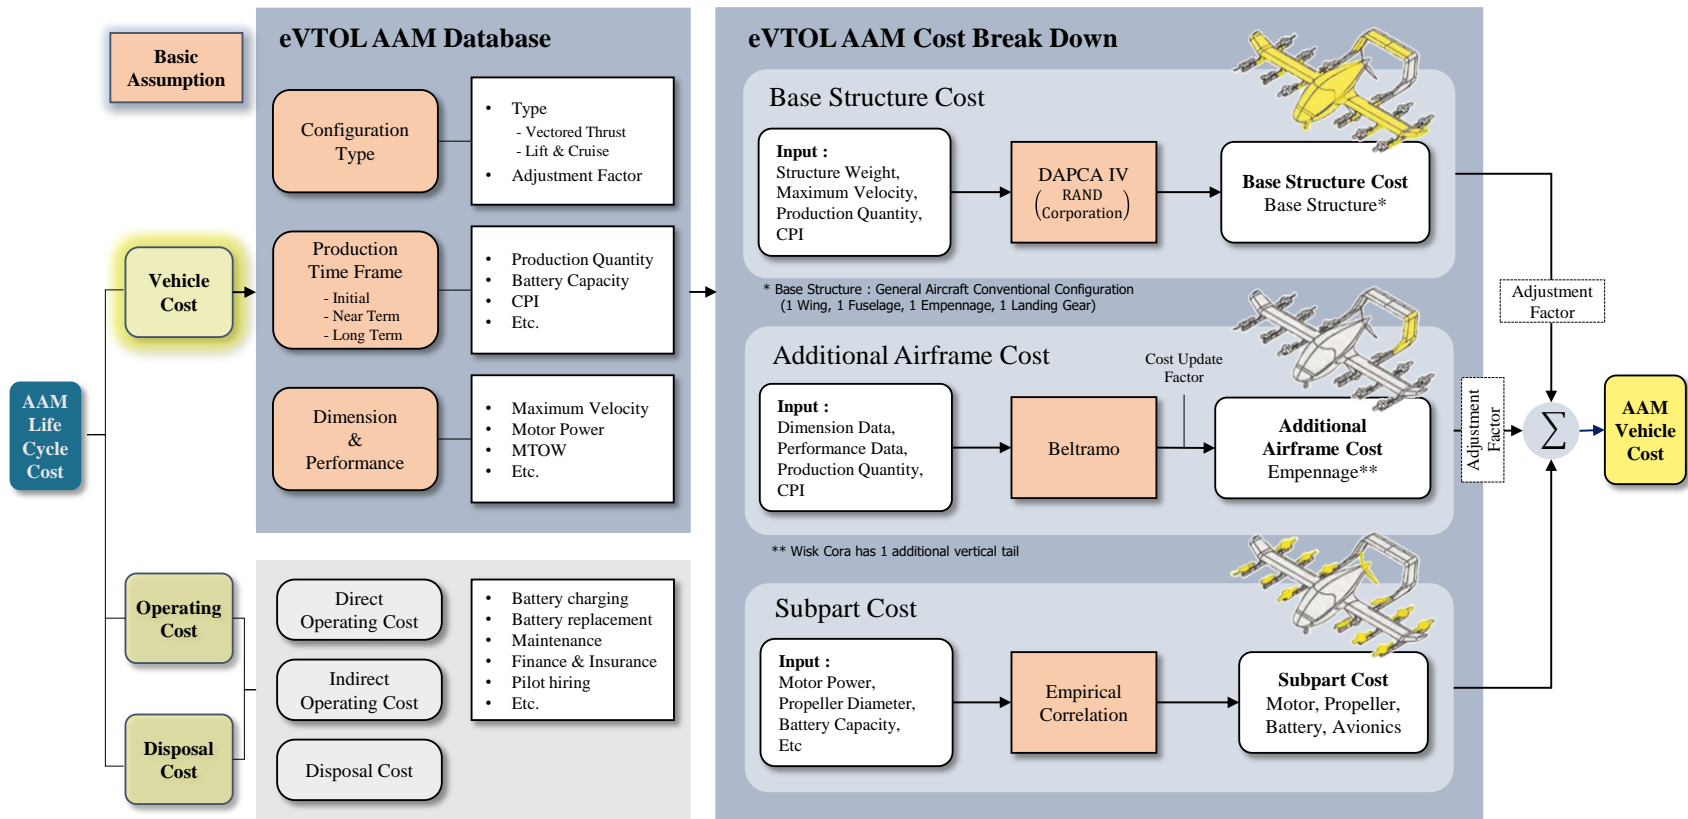 Basic
Assumption
AAM
Life
Cycle
Cost
Vehicle
Cost
Operating
Cost
Disposal
Cost
eVTOL AAM Database
Configuration
Type
• Type
- Vectored Thrust
- Lift & Cruise
• Adjustment Factor
Production
Time Frame
- Initial
- Near Term
- Long Term
• Production Quantity
• Battery Capacity
• CPI
• Etc.
Dimension
&
Performance
• Maximum Velocity
• Motor Power
• MTOW
• Etc.
Direct
Operating Cost
Indirect
Operating Cost
Disposal Cost
• Battery charging
• Battery replacement
• Maintenance
• Finance & Insurance
• Pilot hiring
• Etc.
eVTOL AAM Cost Break Down
Base Structure Cost
Input :
Structure Weight,
Maximum Velocity,
Production Quantity,
CPI
DAPCA IV
(RAND
Corporation)
Base Structure Cost
Base Structure*
* Base Structure : General Aircraft Conventional Configuration
(1 Wing, 1 Fuselage, 1 Empennage, 1 Landing Gear)
Additional Airframe Cost
Input :
Dimension Data,
Performance Data,
Production Quantity,
CPI
Beltramo
Cost Update
Factor
Additional
Airframe Cost
Empennage**
** Wisk Cora has 1 additional vertical tail
Subpart Cost
Input :
Motor Power,
Propeller Diameter,
Battery Capacity,
Etc
Empirical
Correlation
Subpart Cost
Motor, Propeller,
Battery, Avionics
Adjustment
Factor
Adjustment
Factor
∑
AAM
Vehicle
Cost